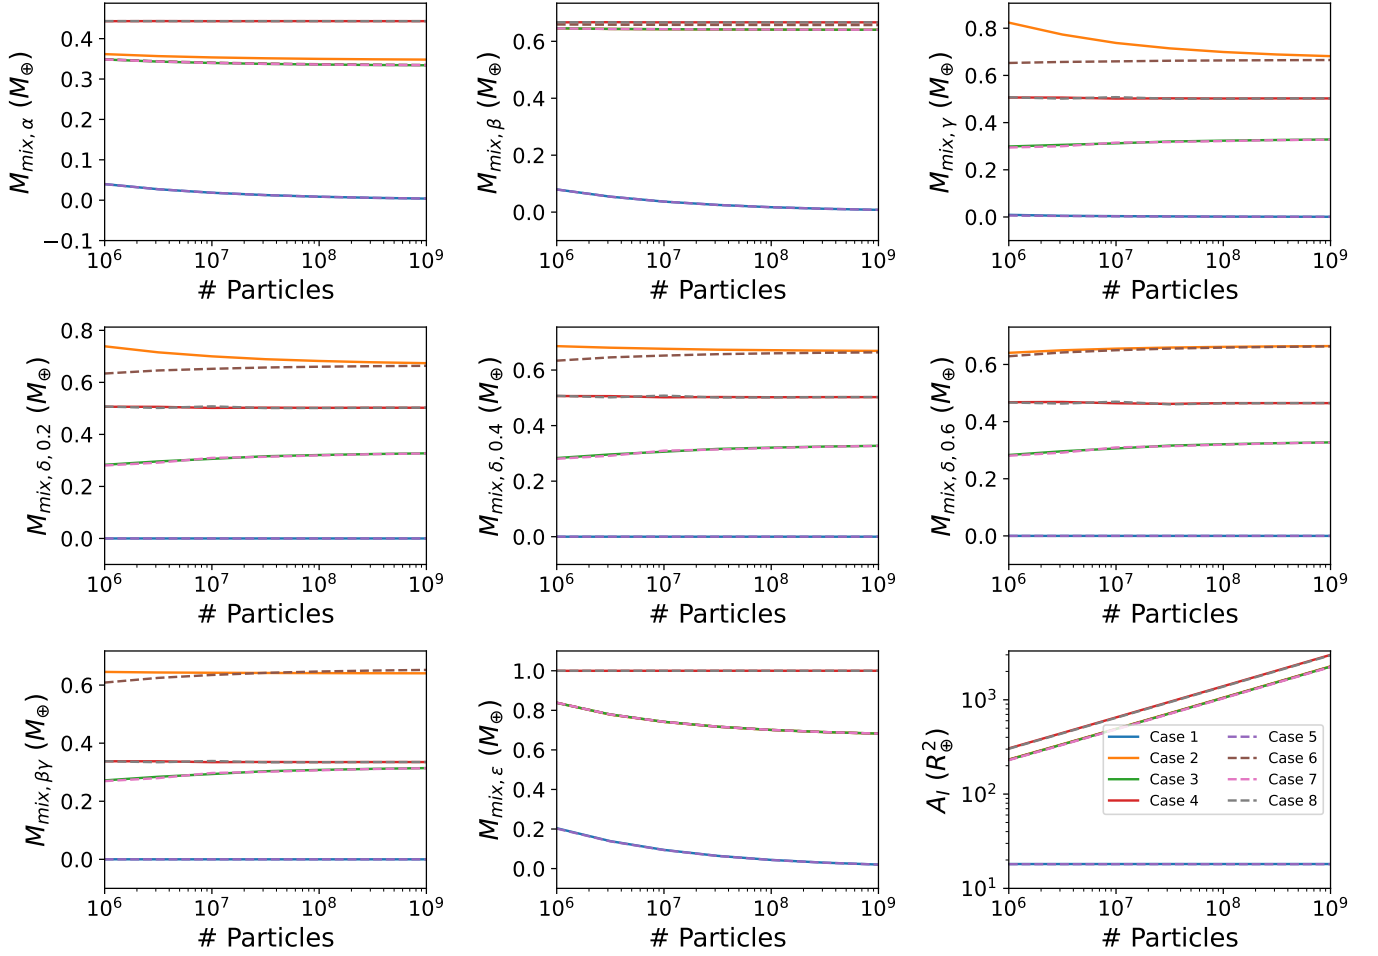 M_{mix, α} (M_⊕)
0.4
0.3
0.2
0.1
0.0
−0.1
10^6 10^7 10^8 10^9
# Particles
M_{mix, β} (M_⊕)
0.6
0.4
0.2
0.0
10^6 10^7 10^8 10^9
# Particles
M_{mix, γ} (M_⊕)
0.8
0.6
0.4
0.2
0.0
10^6 10^7 10^8 10^9
# Particles
M_{mix, δ, 0.2} (M_⊕)
0.8
0.6
0.4
0.2
0.0
10^6 10^7 10^8 10^9
# Particles
M_{mix, δ, 0.4} (M_⊕)
0.6
0.4
0.2
0.0
10^6 10^7 10^8 10^9
# Particles
M_{mix, δ, 0.6} (M_⊕)
0.6
0.4
0.2
0.0
10^6 10^7 10^8 10^9
# Particles
M_{mix, βγ} (M_⊕)
0.6
0.4
0.2
0.0
10^6 10^7 10^8 10^9
# Particles
M_{mix, ε} (M_⊕)
1.0
0.8
0.6
0.4
0.2
0.0
10^6 10^7 10^8 10^9
# Particles
A_I (R_⊕^2)
10^3
10^2
10^1
Case 1
Case 2
Case 3
Case 4
Case 5
Case 6
Case 7
Case 8
10^6 10^7 10^8 10^9
# Particles